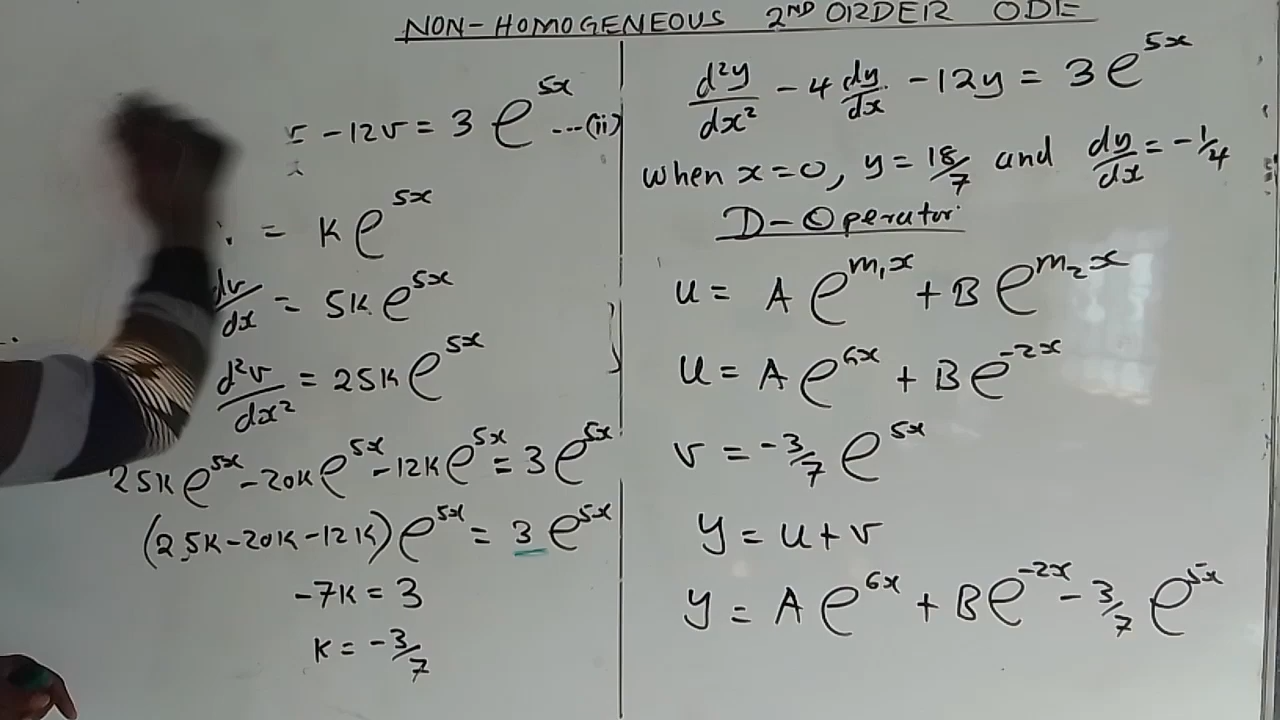 NON-HOMOGENEOUS 2ND ORDER ODE
-12v = 3e^5x ---(ii)
= ke^5x
dv/dx = 5ke^5x
d²v/dx² = 25ke^5x
25ke^5x - 20ke^5x - 12ke^5x = 3e^5x
(25k-20k-12k)e^5x = 3e^5x
-7k = 3
k = -3/7
d²y/dx² - 4dy/dx - 12y = 3e^5x
when x=0, y=18/7 and dy/dx = -1/4
D-Operator
u = Ae^m₁x + Be^m₂x
u = Ae^6x + Be^-2x
v = -3/7 e^5x
y = u+v
y = Ae^6x + Be^-2x - 3/7 e^5x